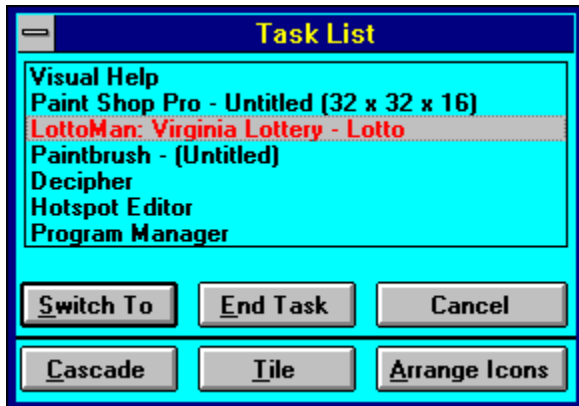 Task List
Visual Help
Paint Shop Pro - Untitled (32 x 32 x 16)
LottoMan: Virginia Lottery - Lotto
Paintbrush - (Untitled)
Decipher
Hotspot Editor
Program Manager
Switch To End Task Cancel
Cascade Tile Arrange Icons